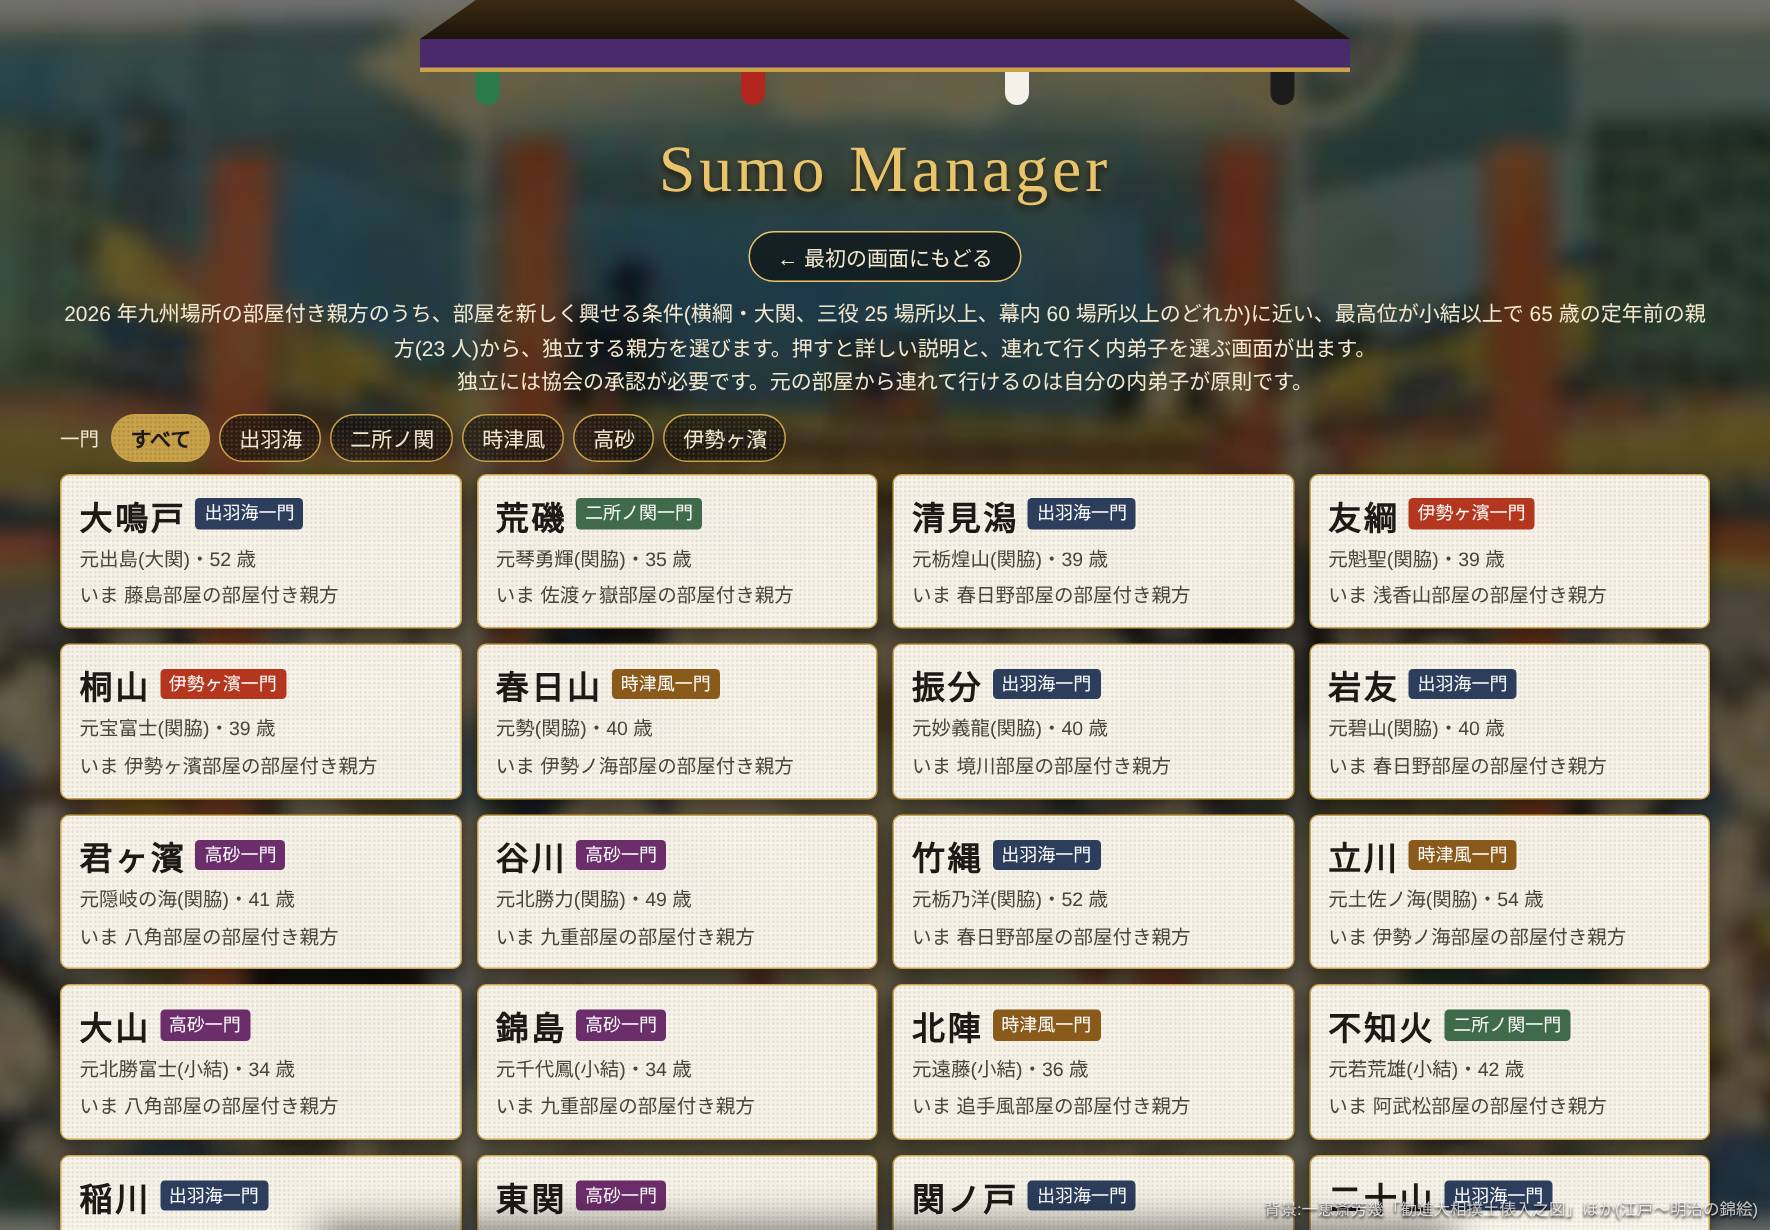 Sumo Manager
← 最初の画面にもどる
2026 年九州場所の部屋付き親方のうち、部屋を新しく興せる条件(横綱・大関、三役 25 場所以上、幕内 60 場所以上のどれか)に近い、最高位が小結以上で 65 歳の定年前の親
方(23 人)から、独立する親方を選びます。押すと詳しい説明と、連れて行く内弟子を選ぶ画面が出ます。
独立には協会の承認が必要です。元の部屋から連れて行けるのは自分の内弟子が原則です。
一門 すべて 出羽海 二所ノ関 時津風 高砂 伊勢ヶ濱
大鳴戸 出羽海一門
元出島(大関)・52 歳
いま 藤島部屋の部屋付き親方
荒磯 二所ノ関一門
元琴勇輝(関脇)・35 歳
いま 佐渡ヶ嶽部屋の部屋付き親方
清見潟 出羽海一門
元栃煌山(関脇)・39 歳
いま 春日野部屋の部屋付き親方
友綱 伊勢ヶ濱一門
元魁聖(関脇)・39 歳
いま 浅香山部屋の部屋付き親方
桐山 伊勢ヶ濱一門
元宝富士(関脇)・39 歳
いま 伊勢ヶ濱部屋の部屋付き親方
春日山 時津風一門
元勢(関脇)・40 歳
いま 伊勢ノ海部屋の部屋付き親方
振分 出羽海一門
元妙義龍(関脇)・40 歳
いま 境川部屋の部屋付き親方
岩友 出羽海一門
元碧山(関脇)・40 歳
いま 春日野部屋の部屋付き親方
君ヶ濱 高砂一門
元隠岐の海(関脇)・41 歳
いま 八角部屋の部屋付き親方
谷川 高砂一門
元北勝力(関脇)・49 歳
いま 九重部屋の部屋付き親方
竹縄 出羽海一門
元栃乃洋(関脇)・52 歳
いま 春日野部屋の部屋付き親方
立川 時津風一門
元土佐ノ海(関脇)・54 歳
いま 伊勢ノ海部屋の部屋付き親方
大山 高砂一門
元北勝富士(小結)・34 歳
いま 八角部屋の部屋付き親方
錦島 高砂一門
元千代鳳(小結)・34 歳
いま 九重部屋の部屋付き親方
北陣 時津風一門
元遠藤(小結)・36 歳
いま 追手風部屋の部屋付き親方
不知火 二所ノ関一門
元若荒雄(小結)・42 歳
いま 阿武松部屋の部屋付き親方
稲川 出羽海一門
東関 高砂一門
関ノ戸 出羽海一門
二十山 出羽海一門
背景:一恵斎芳幾「勧進大相撲土俵入之図」ほか(江戸〜明治の錦絵)